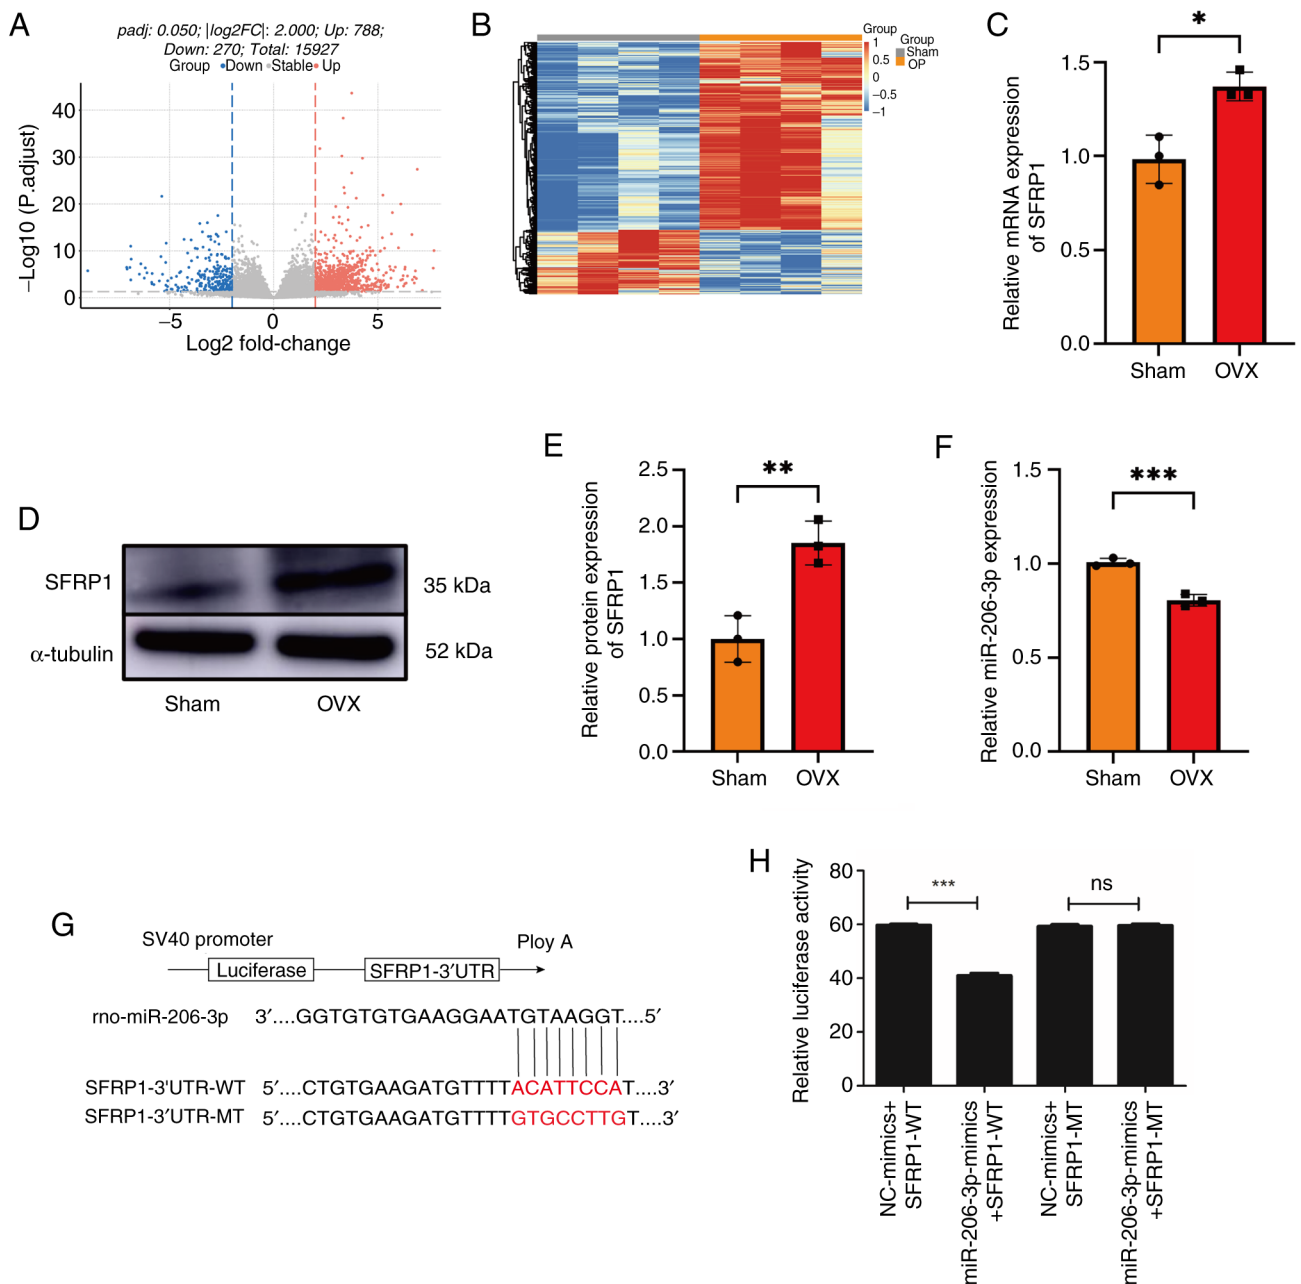 A
padj: 0.050; |log2FC|: 2.000; Up: 788;
Down: 270; Total: 15927
Group Down Stable Up
−Log10 (P.adjust)
40
30
20
10
0
−5 0 5
Log2 fold-change
B
Group
1
0.5
0
−0.5
−1
Group
Sham
OP
C
*
Relative mRNA expression
of SFRP1
1.5
1.0
0.5
0.0
Sham OVX
D
SFRP1
35 kDa
α-tubulin
52 kDa
Sham OVX
E
**
Relative protein expression
of SFRP1
2.5
2.0
1.5
1.0
0.5
0.0
Sham OVX
F
***
Relative miR-206-3p expression
1.5
1.0
0.5
0.0
Sham OVX
G
SV40 promoter Ploy A
Luciferase SFRP1-3′UTR
rno-miR-206-3p 3′....GGTGTGTGAAGGAATGTAAGGT....5′
SFRP1-3'UTR-WT 5′....CTGTGAAGATGTTTTACATTCCAT....3′
SFRP1-3′UTR-MT 5′....CTGTGAAGATGTTTTGTGCCTTGT....3′
H
Relative luciferase activity
80
60
40
20
0
***
ns
NC-mimics+
SFRP1-WT
miR-206-3p-mimics
+SFRP1-WT
NC-mimics+
SFRP1-MT
miR-206-3p-mimics
+SFRP1-MT